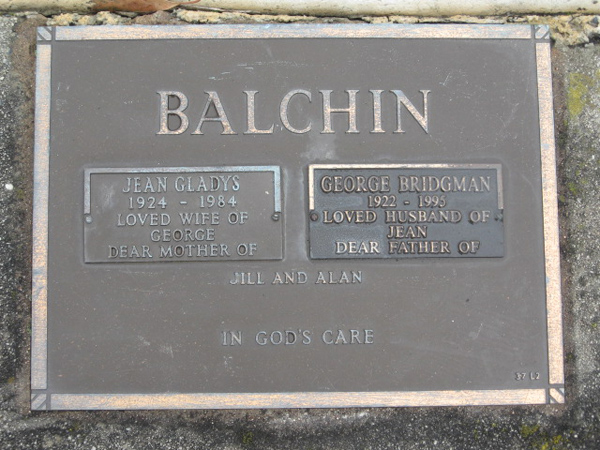 BALCHIN
JEAN GLADYS
1924 - 1984
LOVED WIFE OF
GEORGE
DEAR MOTHER OF
GEORGE BRIDGMAN
1922 - 1995
LOVED HUSBAND OF
JEAN
DEAR FATHER OF
JILL AND ALAN
IN GOD'S CARE